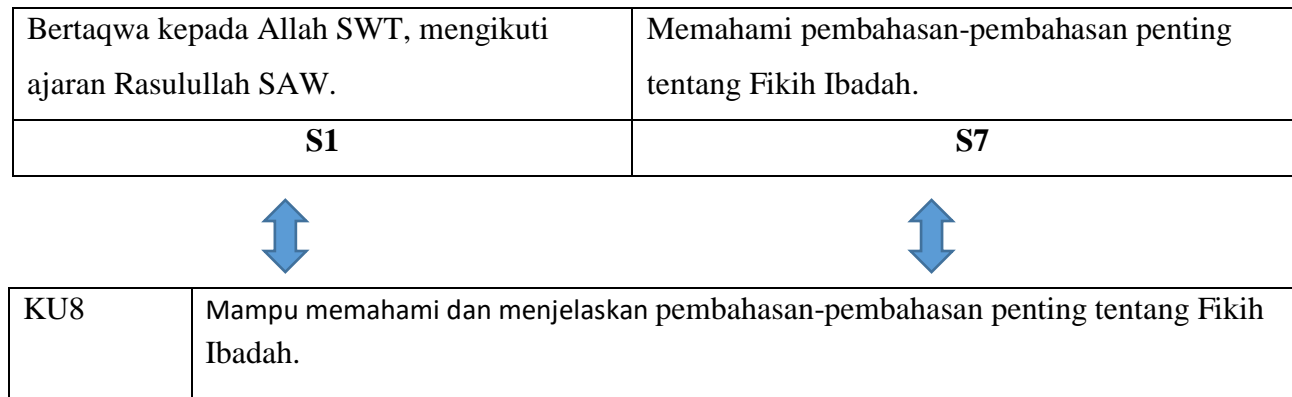 Bertaqwa kepada Allah SWT, mengikuti
ajaran Rasulullah SAW.
Memahami pembahasan-pembahasan penting
tentang Fikih Ibadah.
S1
S7
KU8
Mampu memahami dan menjelaskan pembahasan-pembahasan penting tentang Fikih
Ibadah.